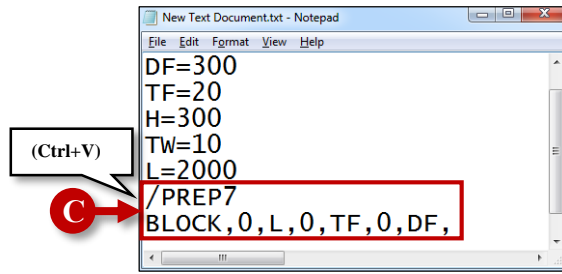 New Text Document.txt - Notepad
File Edit Format View Help
DF=300
TF=20
H=300
TW=10
L=2000
/PREP7
BLOCK,0,L,0,TF,0,DF,
(Ctrl+V)
C